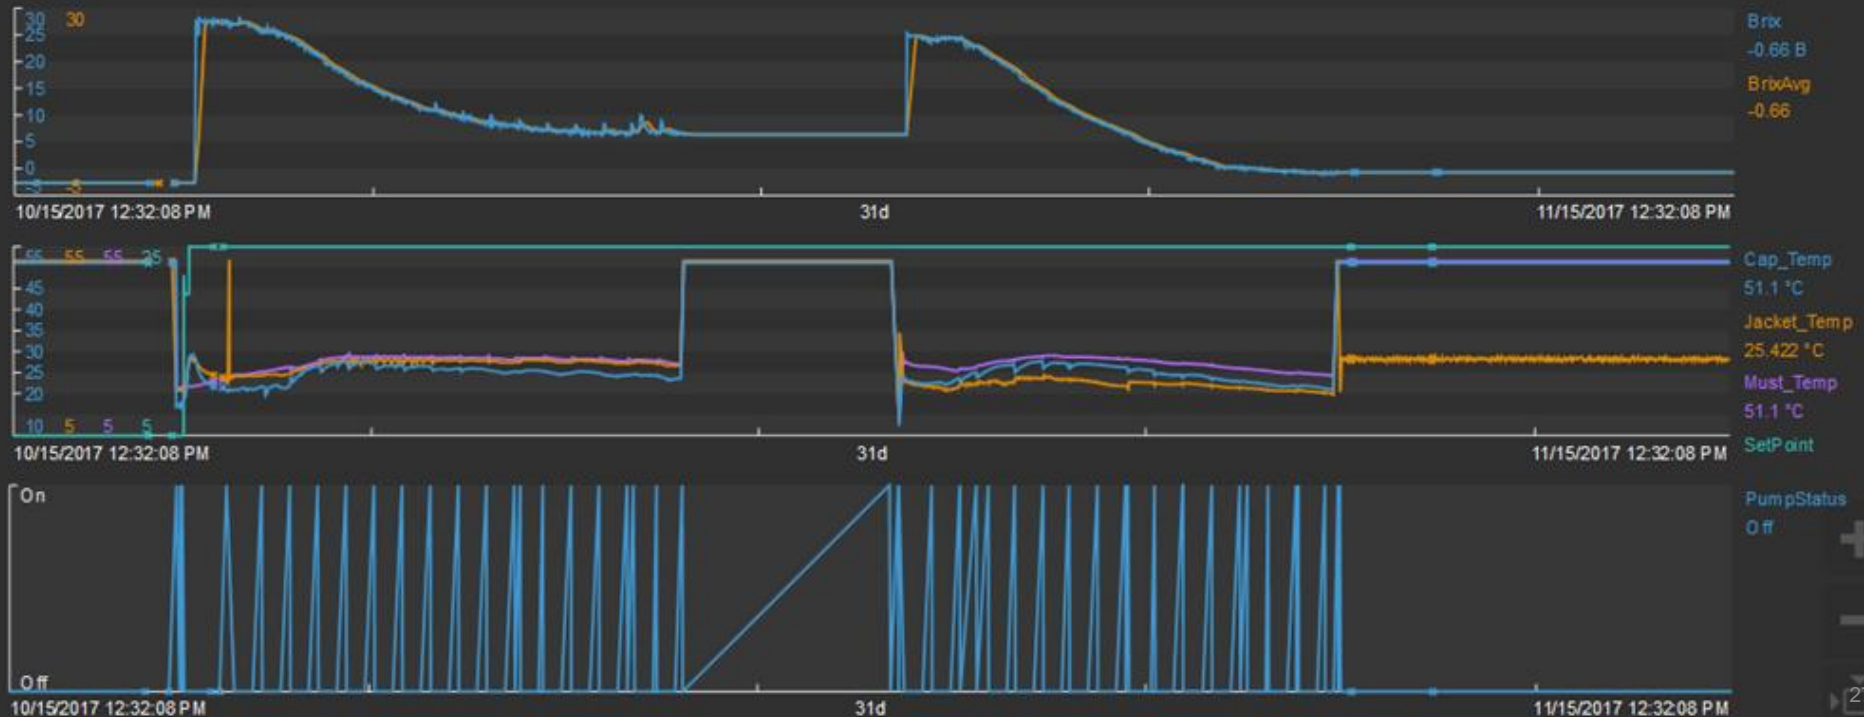 30 30
25
20
15
10
5
0
10/15/2017 12:32:08 PM 31d 11/15/2017 12:32:08 PM
Brix
-0.66 B
BrixAvg
-0.66
55 55 55 25
45
40
35
30
25
20
10 5 5 5
10/15/2017 12:32:08 PM 31d 11/15/2017 12:32:08 PM
Cap_Temp
51.1 °C
Jacket_Temp
25.422 °C
Must_Temp
51.1 °C
SetPoint
On
Off
10/15/2017 12:32:08 PM 31d 11/15/2017 12:32:08 PM
PumpStatus
Off